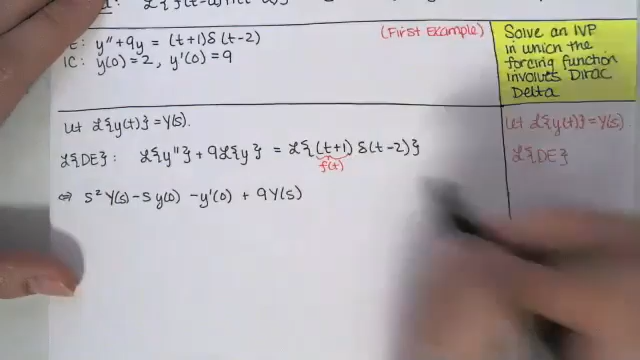 y″+9y = (t+1)δ(t-2)
(First Example)
IC: y(0)=2, y′(0)=9
Solve an IVP
in which the
forcing function
involves Dirac
Delta
Let ℒ{y(t)}=Y(s).
ℒ{DE}: ℒ{y″} + 9ℒ{y} = ℒ{(t+1) δ(t-2)}
f(t)
⇔ s²Y(s)-sy(0) -y′(0) + 9Y(s)
Let ℒ{y(t)}=Y(s)
ℒ{DE}